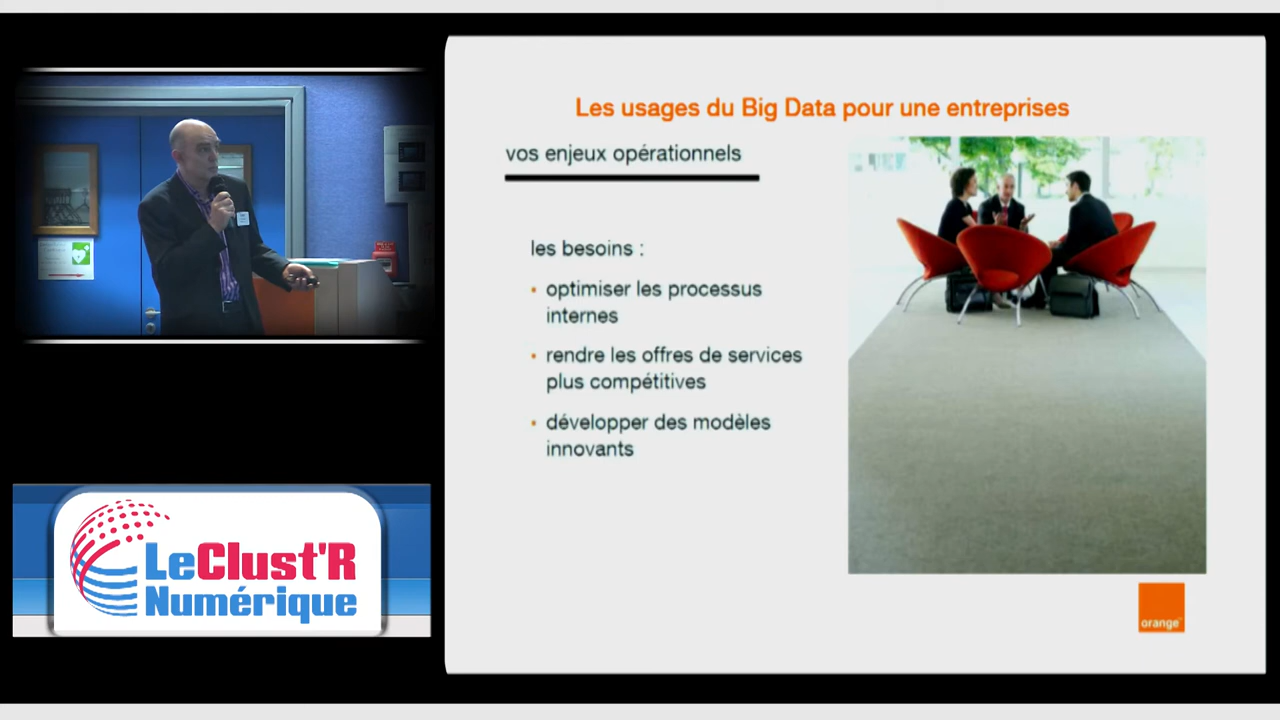 Les usages du Big Data pour une entreprises
vos enjeux opérationnels
les besoins :
• optimiser les processus
internes
• rendre les offres de services
plus compétitives
• développer des modèles
innovants
orange™
LeClust'R
Numérique